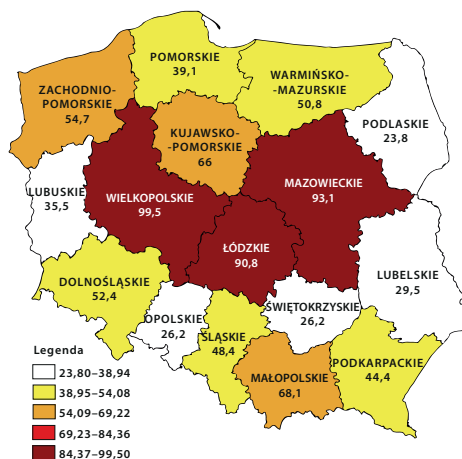 POMORSKIE
39,1
WARMIŃSKO-
-MAZURSKIE
50,8
ZACHODNIO-
POMORSKIE
54,7
KUJAWSKO-
-POMORSKIE
66
PODLASKIE
23,8
LUBUSKIE
35,5
WIELKOPOLSKIE
99,5
MAZOWIECKIE
93,1
ŁÓDZKIE
90,8
LUBELSKIE
29,5
DOLNOŚLĄSKIE
52,4
OPOLSKIE
26,2
ŚLĄSKIE
48,4
ŚWIĘTOKRZYSKIE
26,2
MAŁOPOLSKIE
68,1
PODKARPACKIE
44,4
Legenda
23,80–38,94
38,95–54,08
54,09–69,22
69,23–84,36
84,37–99,50